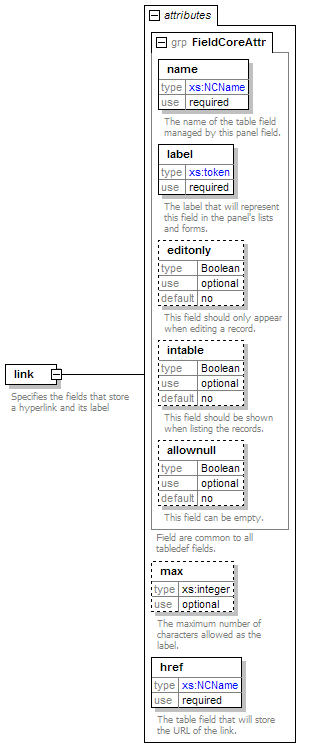 attributes
grp FieldCoreAttr
name
type xs:NCName
use required
The name of the table field
managed by this panel field.
label
type xs:token
use required
The label that will represent
this field in the panel's lists
and forms.
editonly
type Boolean
use optional
default no
This field should only appear
when editing a record.
intable
type Boolean
use optional
default no
This field should be shown
when listing the records.
allownull
type Boolean
use optional
default no
This field can be empty.
Field are common to all
tabledef fields.
link
Specifies the fields that store
a hyperlink and its label
max
type xs:integer
use optional
The maximum number of
characters allowed as the
label.
href
type xs:NCName
use required
The table field that will store
the URL of the link.